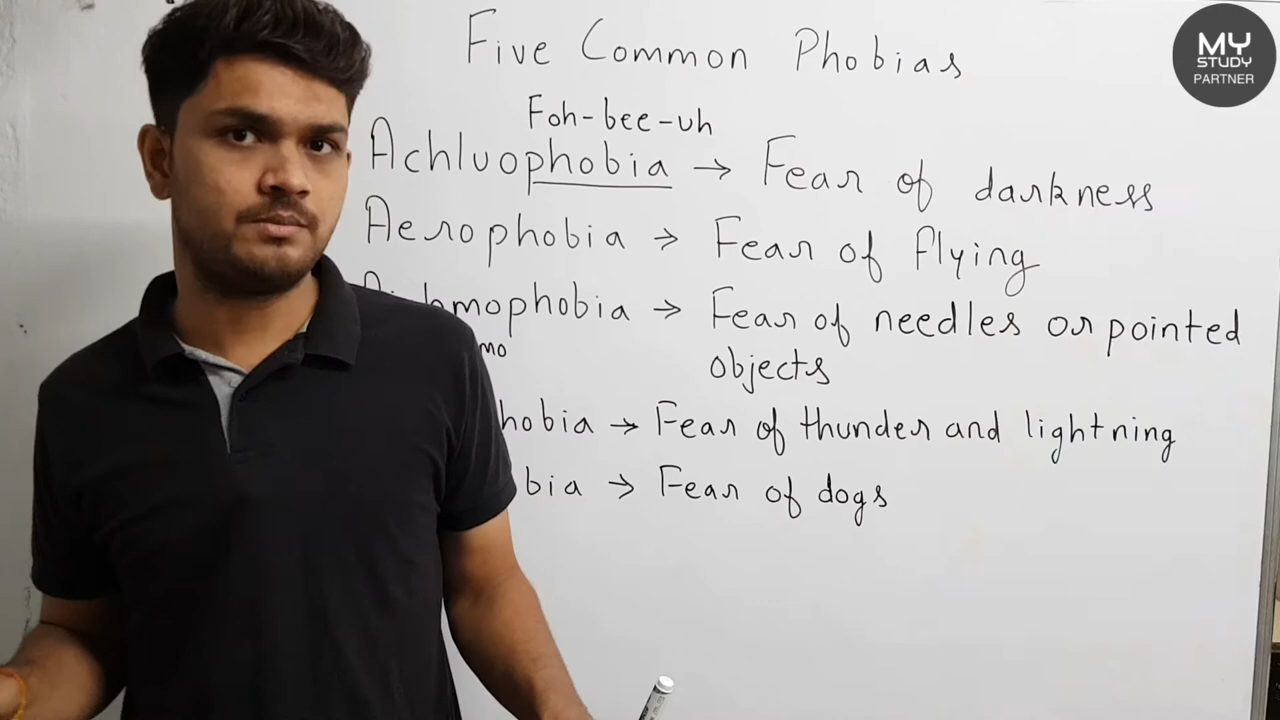 Five Common Phobias
MY
STUDY
PARTNER
Foh-bee-uh
Achluophobia → Fear of darkness
Aerophobia → Fear of flying
→ Fear of needles or pointed
mo objects
hobia → Fear of thunder and lightning
bia → Fear of dogs